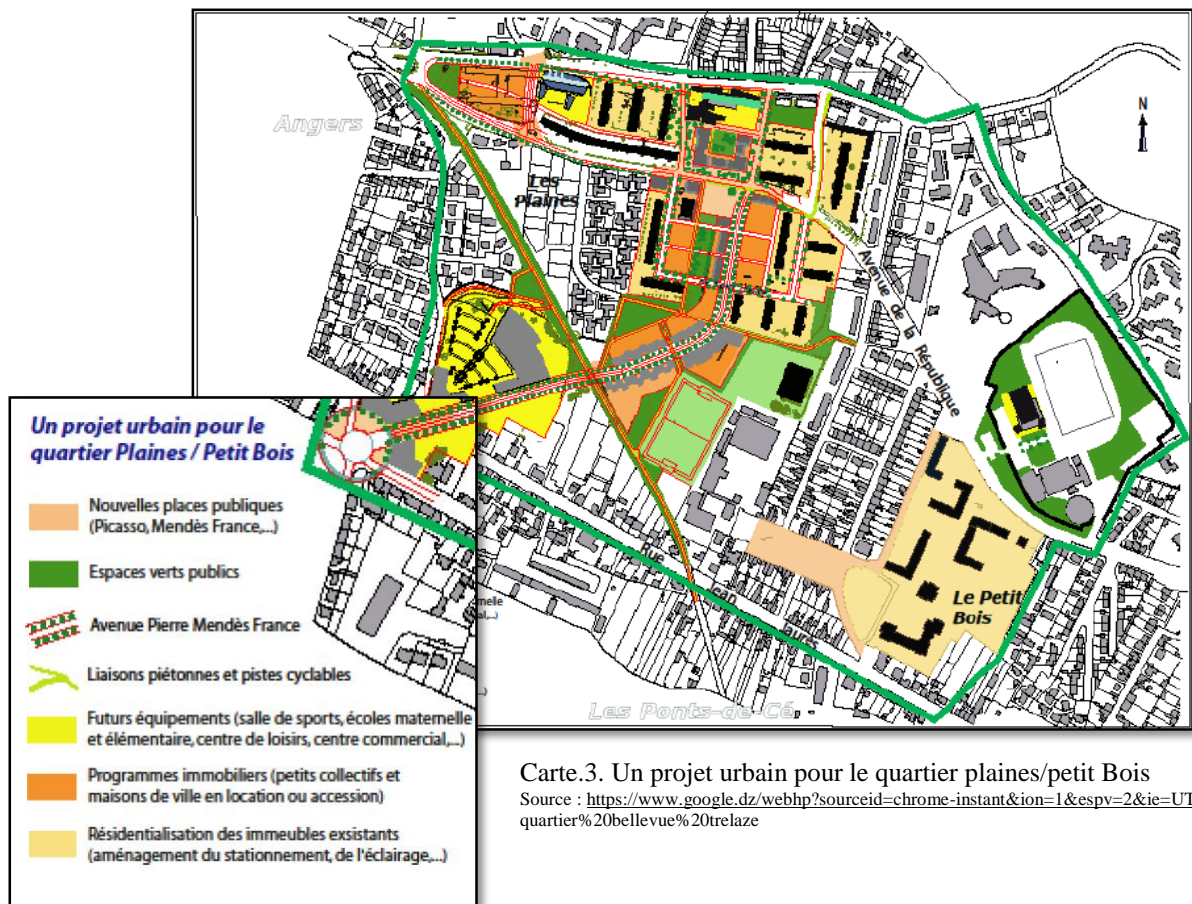 Angers
N
Les
Plaines
Avenue de la République
Le Petit
Bois
Rue
Jaurès
Les Ponts-de-Cé
Un projet urbain pour le
quartier Plaines / Petit Bois
Nouvelles places publiques
(Picasso, Mendès France,...)
Espaces verts publics
Avenue Pierre Mendès France
Liaisons piétonnes et pistes cyclables
Futurs équipements (salle de sports, écoles maternelle
et élémentaire, centre de loisirs, centre commercial,...)
Programmes immobiliers (petits collectifs et
maisons de ville en location ou accession)
Résidentialisation des immeubles exsistants
(aménagement du stationnement, de l'éclairage,...)
Carte.3. Un projet urbain pour le quartier plaines/petit Bois
Source : https://www.google.dz/webhp?sourceid=chrome-instant&ion=1&espv=2&ie=UT
quartier%20bellevue%20trelaze